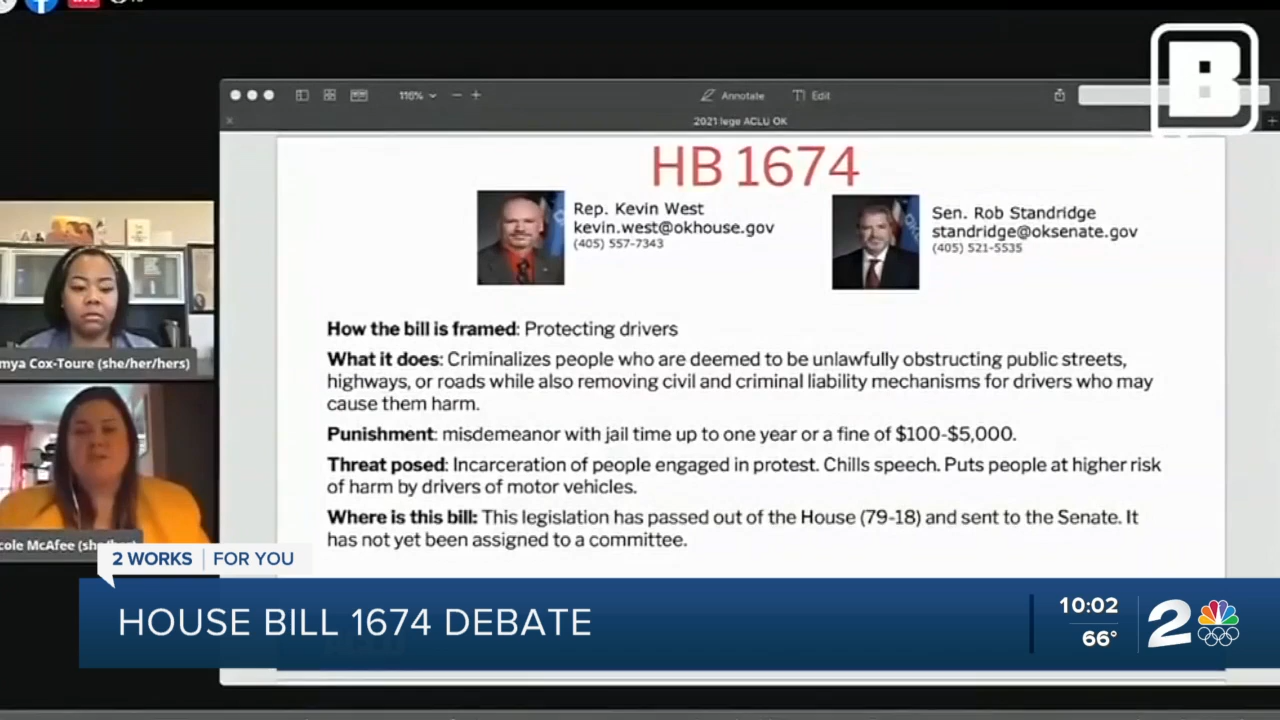 B
116%
Annotate
Edit
2021 lege ACLU OK
HB 1674
Rep. Kevin West
kevin.west@okhouse.gov
(405) 557-7343
Sen. Rob Standridge
standridge@oksenate.gov
(405) 521-5535
How the bill is framed: Protecting drivers
What it does: Criminalizes people who are deemed to be unlawfully obstructing public streets,
highways, or roads while also removing civil and criminal liability mechanisms for drivers who may
cause them harm.
Punishment: misdemeanor with jail time up to one year or a fine of $100-$5,000.
Threat posed: Incarceration of people engaged in protest. Chills speech. Puts people at higher risk
of harm by drivers of motor vehicles.
Where is this bill: This legislation has passed out of the House (79-18) and sent to the Senate. It
has not yet been assigned to a committee.
mya Cox-Toure (she/her/hers)
cole McAfee
2 WORKS FOR YOU
HOUSE BILL 1674 DEBATE
10:02
66°
2